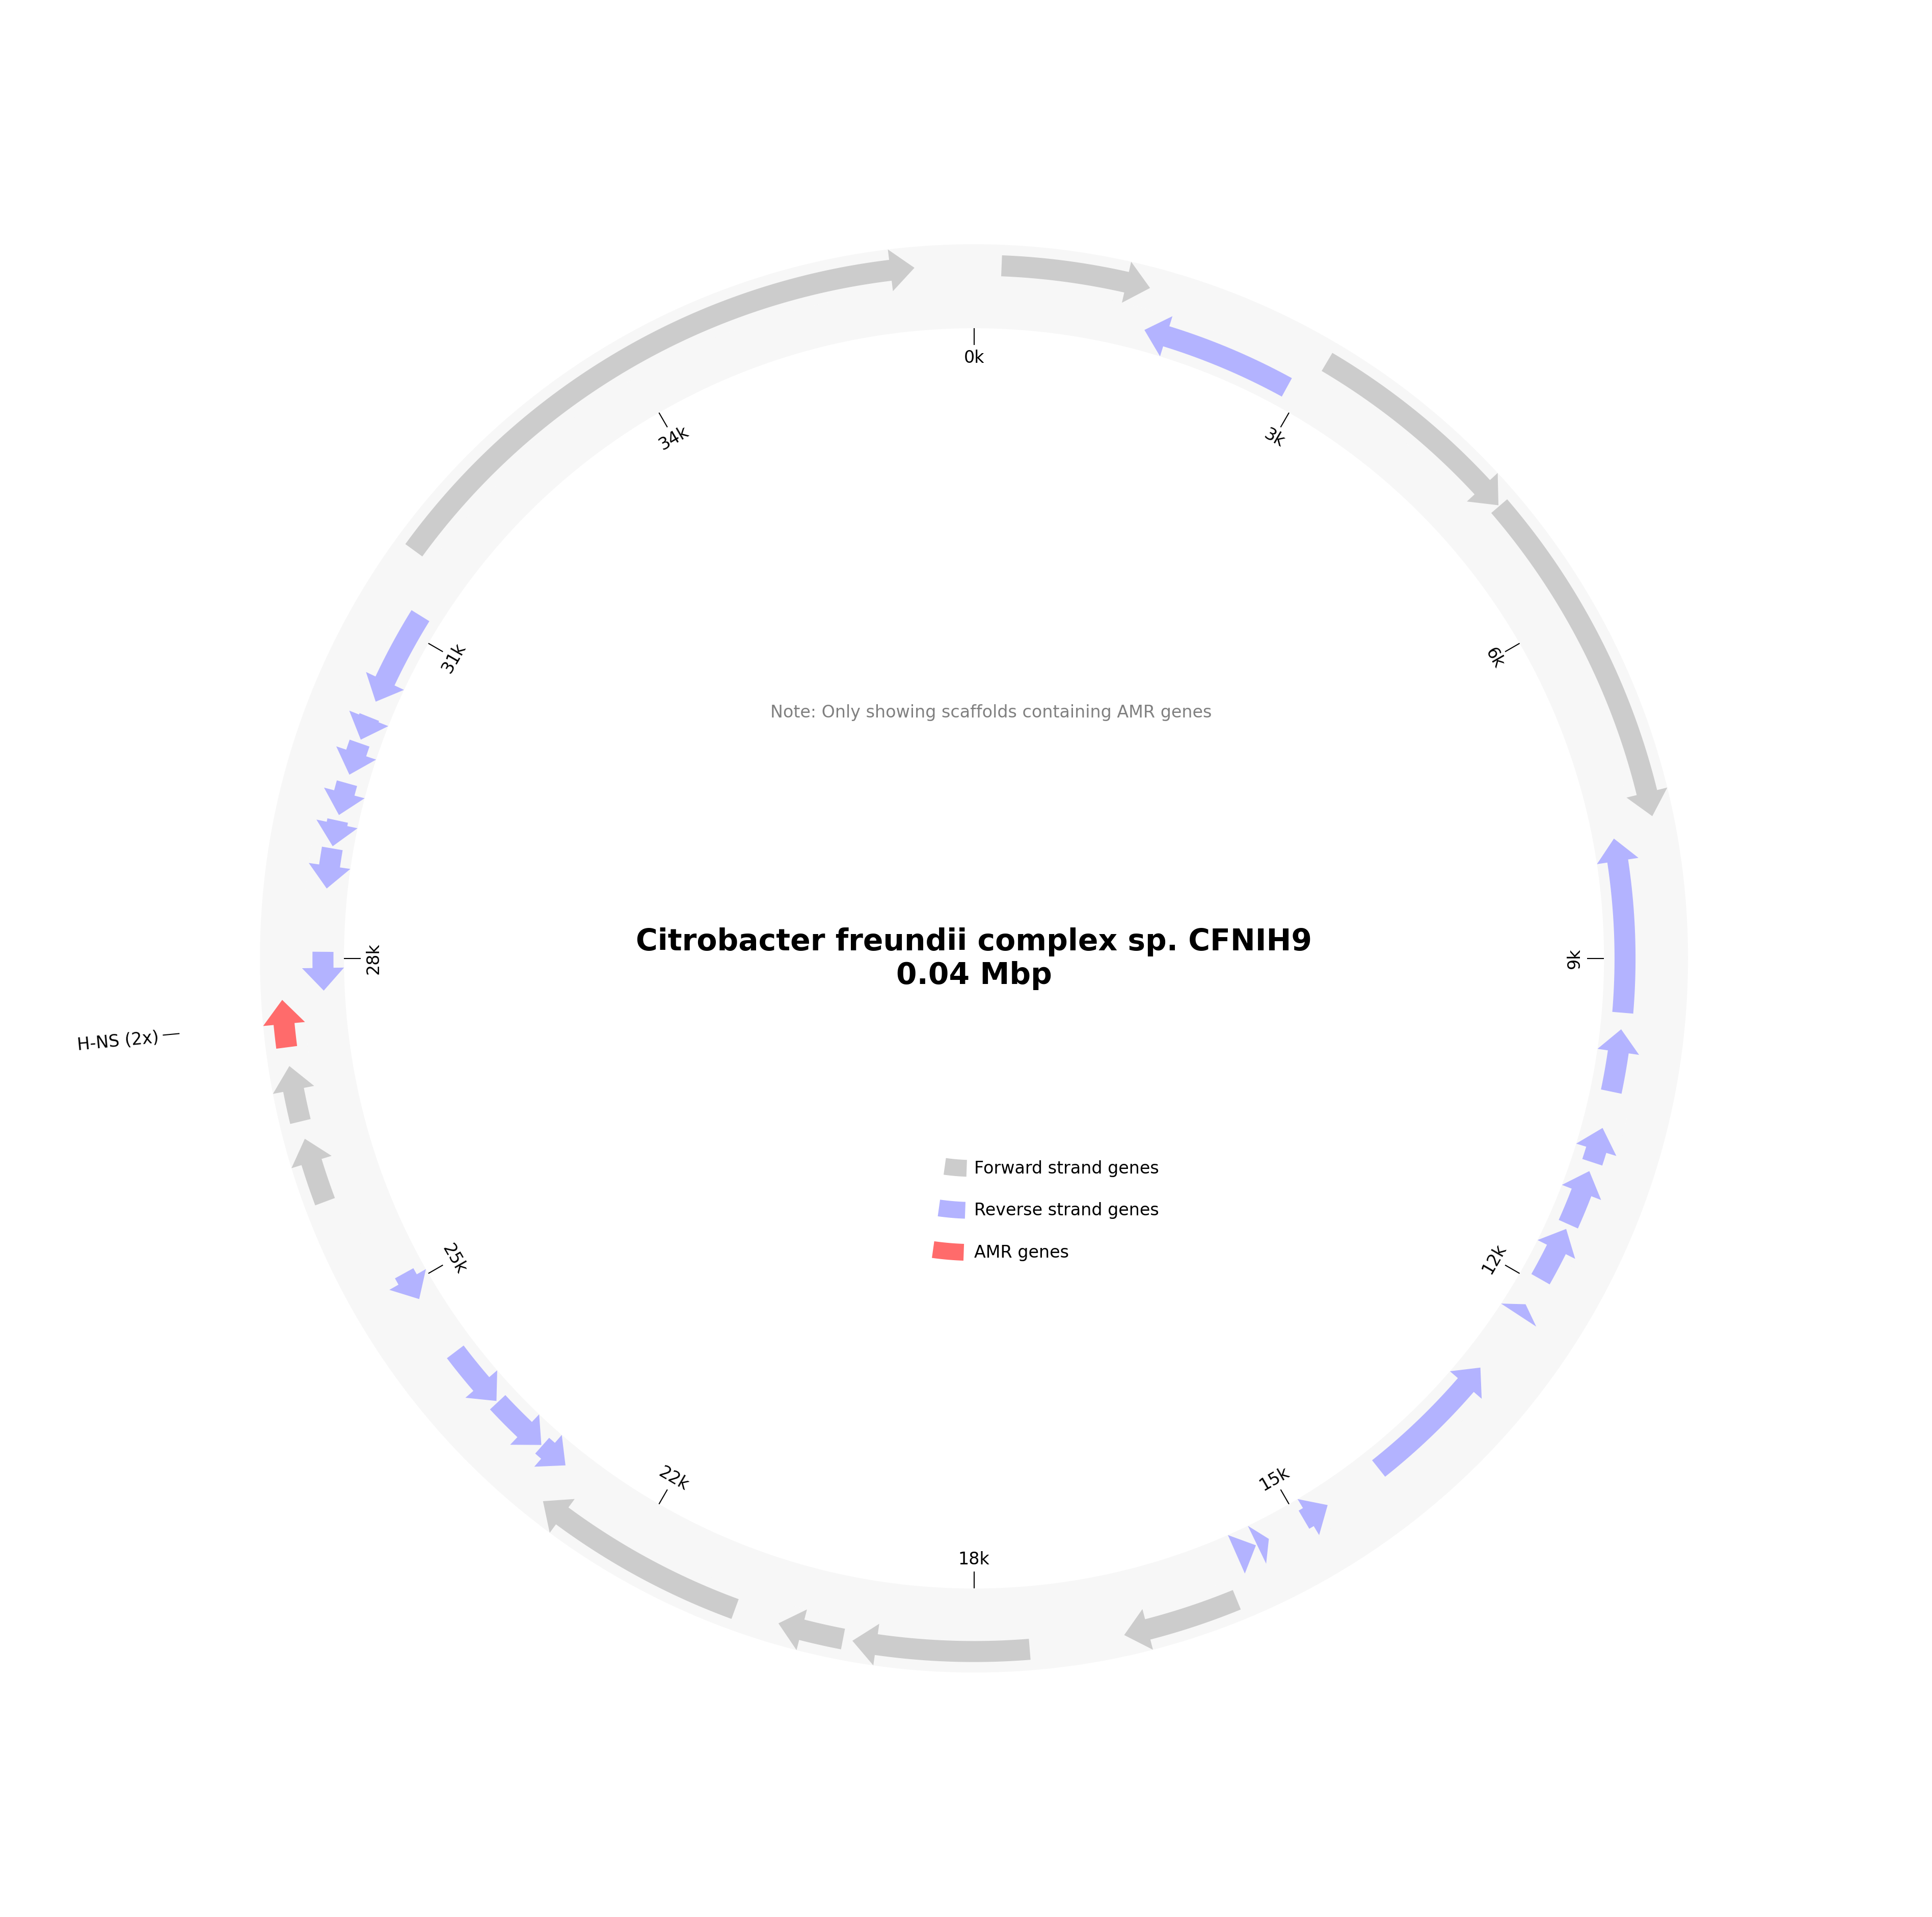 0k
34k
3k
31k
6k
Note: Only showing scaffolds containing AMR genes
Citrobacter freundii complex sp. CFNIH9
0.04 Mbp
28k
9k
H-NS (2x)
Forward strand genes
Reverse strand genes
AMR genes
25k
12k
22k
15k
18k